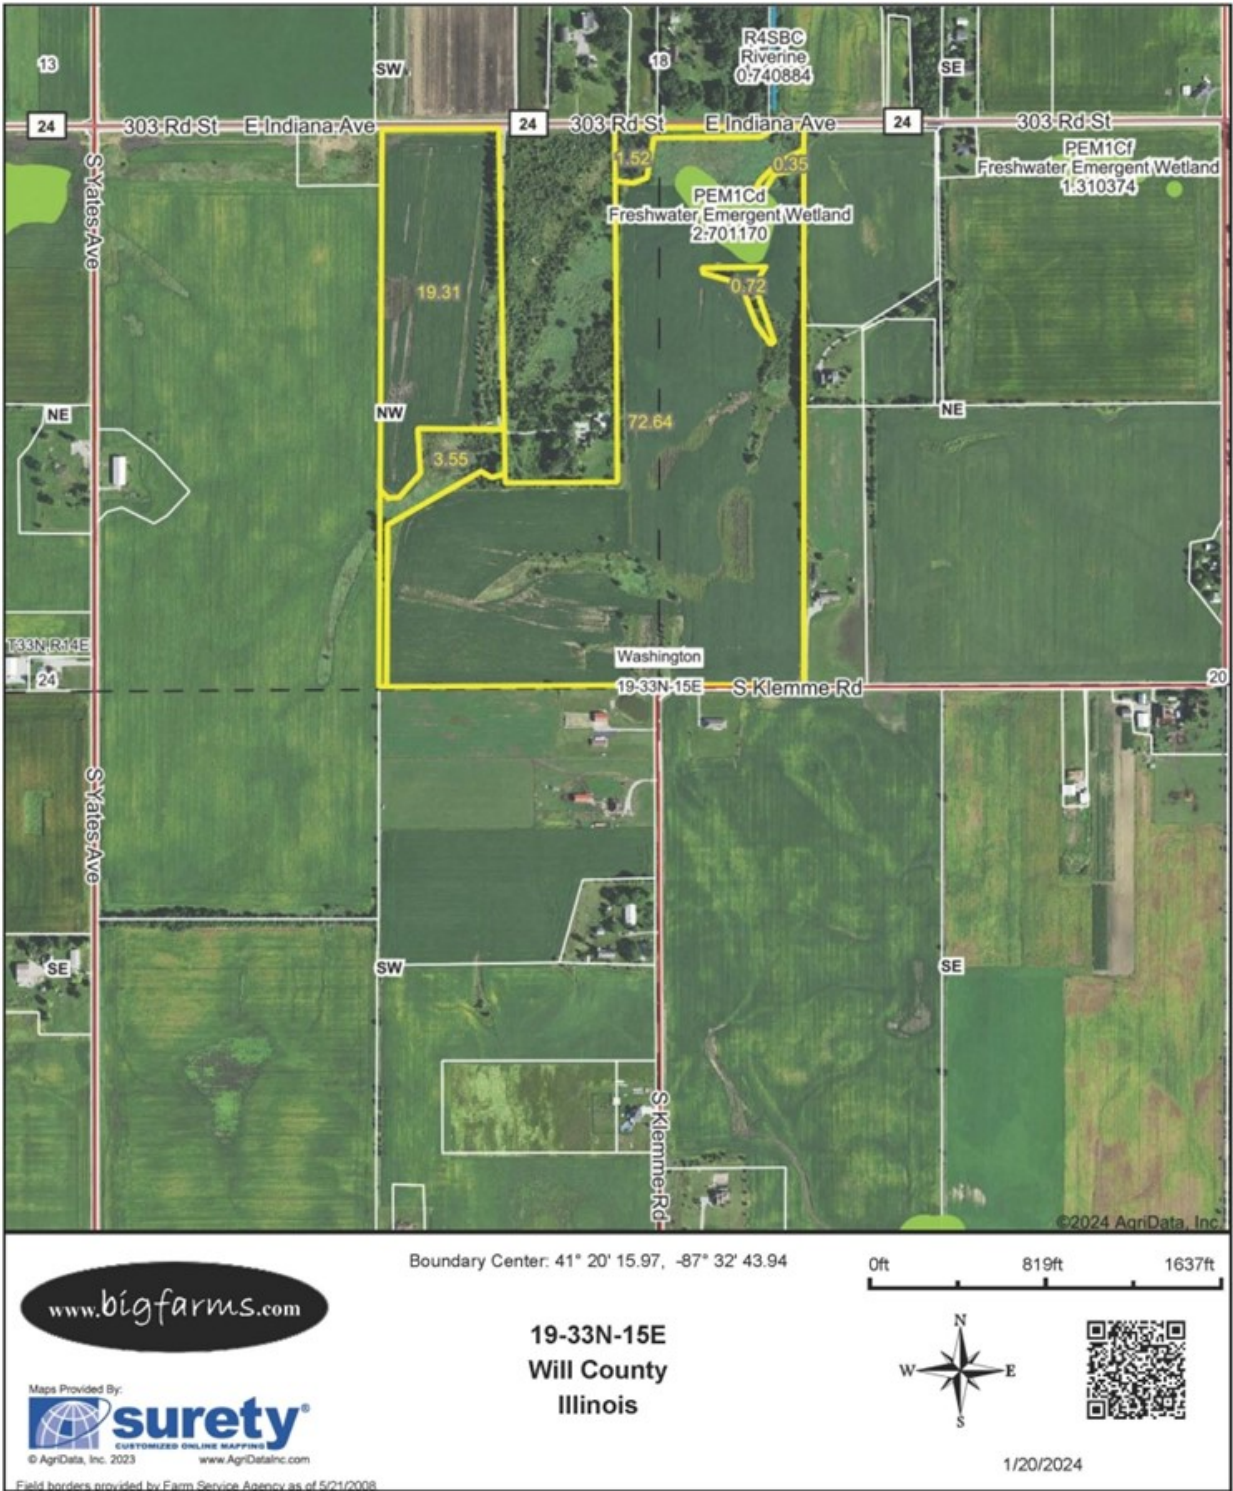 13
SW
18
R4SBC
Riverine
0.740884
SE
24
303 Rd St
E Indiana Ave
24
303 Rd St
E Indiana Ave
24
303 Rd St
S Yates Ave
1.52
0.35
PEM1Cf
Freshwater Emergent Wetland
1.310374
PEM1Cd
Freshwater Emergent Wetland
2.701170
19.31
0.72
NE
NW
72.64
NE
3.55
T33N R14E
24
Washington
19-33N-15E
S Klemme Rd
20
S Yates Ave
SE
SW
SE
S Klemme Rd
©2024 AgriData, Inc.
Boundary Center: 41° 20' 15.97, -87° 32' 43.94
0ft 819ft 1637ft
www.bigfarms.com
19-33N-15E
Will County
Illinois
N
W E
S
Maps Provided By:
surety®
CUSTOMIZED ONLINE MAPPING
© AgriData, Inc. 2023 www.AgriDataInc.com
1/20/2024
Field borders provided by Farm Service Agency as of 5/21/2008.